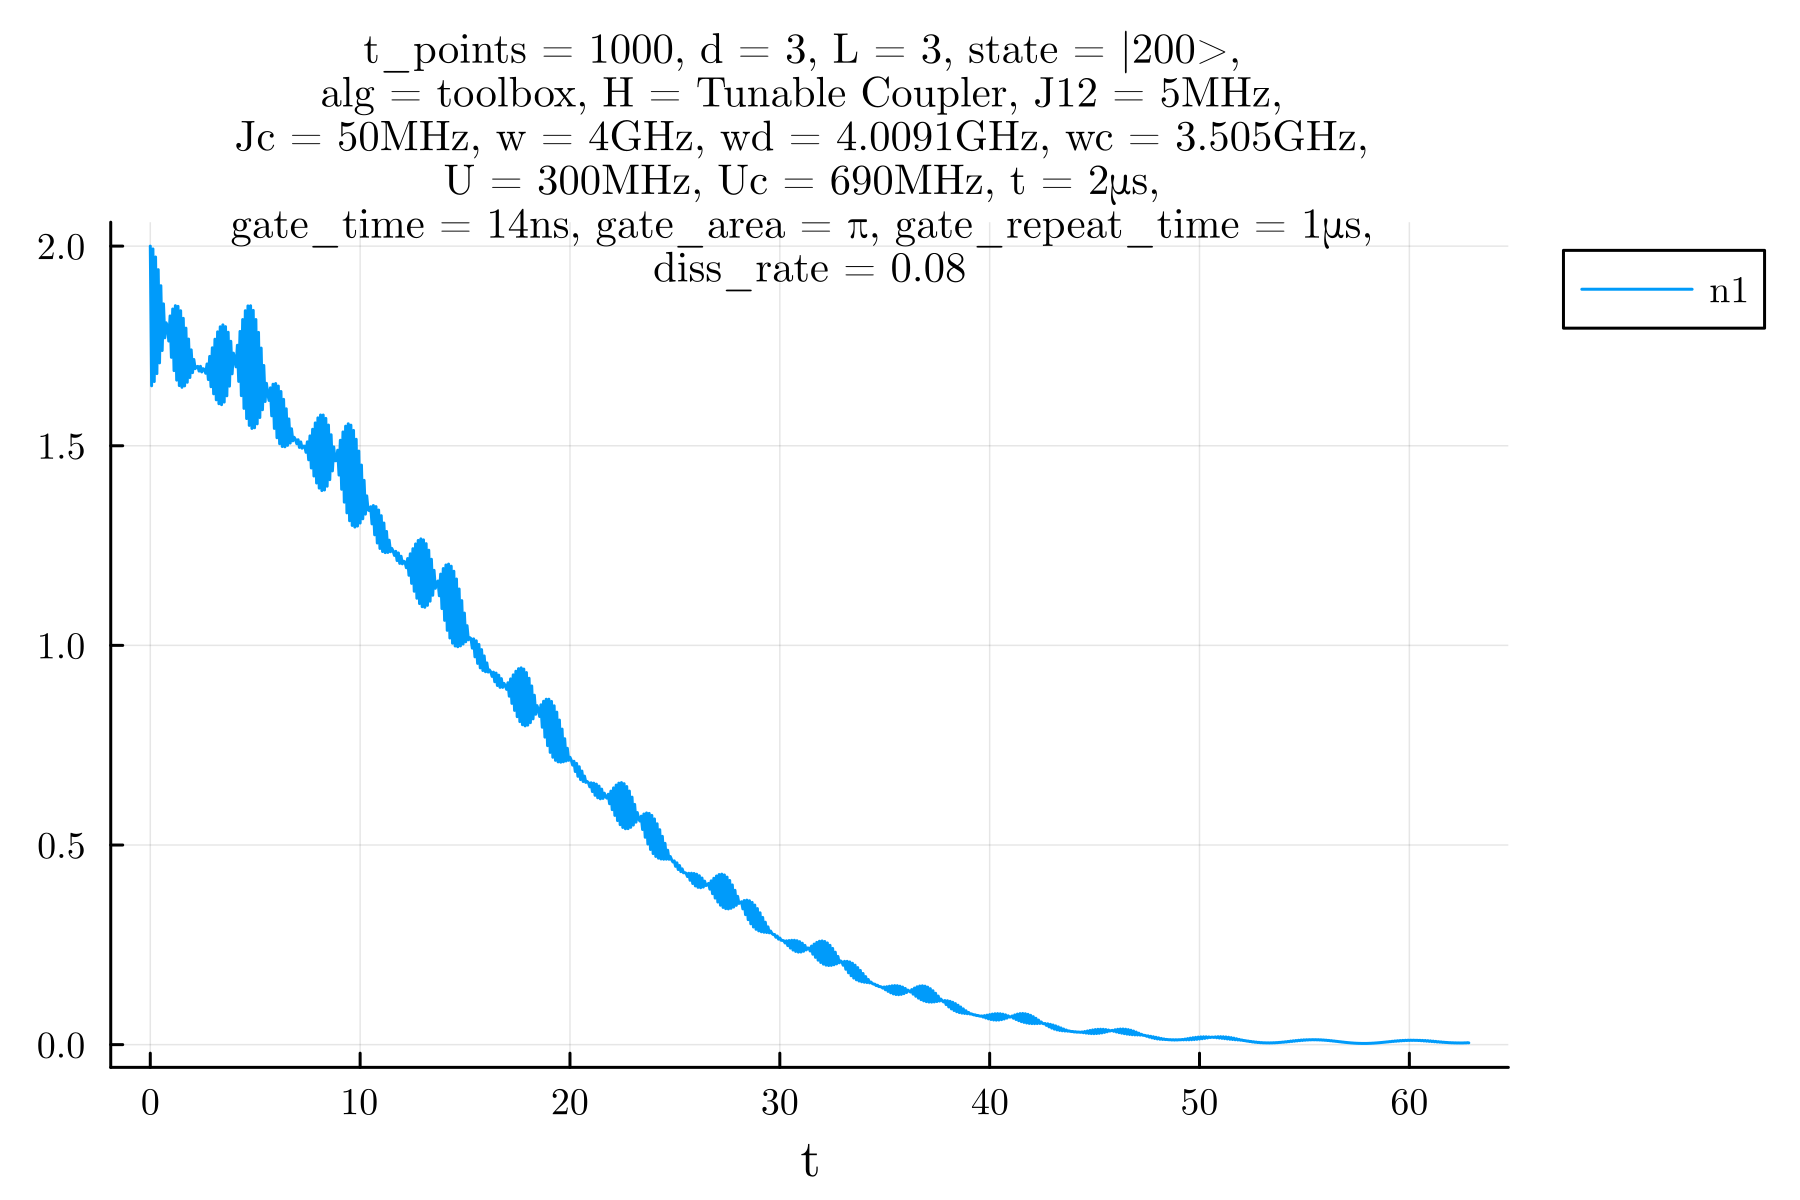 t_points = 1000, d = 3, L = 3, state = |200>,
alg = toolbox, H = Tunable Coupler, J12 = 5MHz,
Jc = 50MHz, w = 4GHz, wd = 4.0091GHz, wc = 3.505GHz,
U = 300MHz, Uc = 690MHz, t = 2μs,
gate_time = 14ns, gate_area = π, gate_repeat_time = 1μs,
diss_rate = 0.08
n1
2.0
1.5
1.0
0.5
0.0
0 10 20 30 40 50 60
t